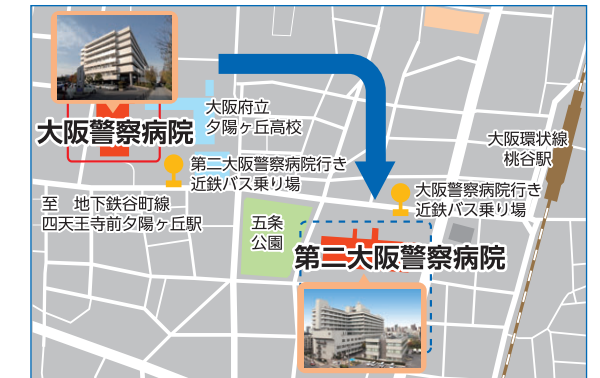 大阪府立
夕陽ヶ丘高校
大阪警察病院
大阪環状線
桃谷駅
第二大阪警察病院行き
近鉄バス乗り場
大阪警察病院行き
近鉄バス乗り場
至　地下鉄谷町線
四天王寺前夕陽ヶ丘駅
五条
公園
第二大阪警察病院